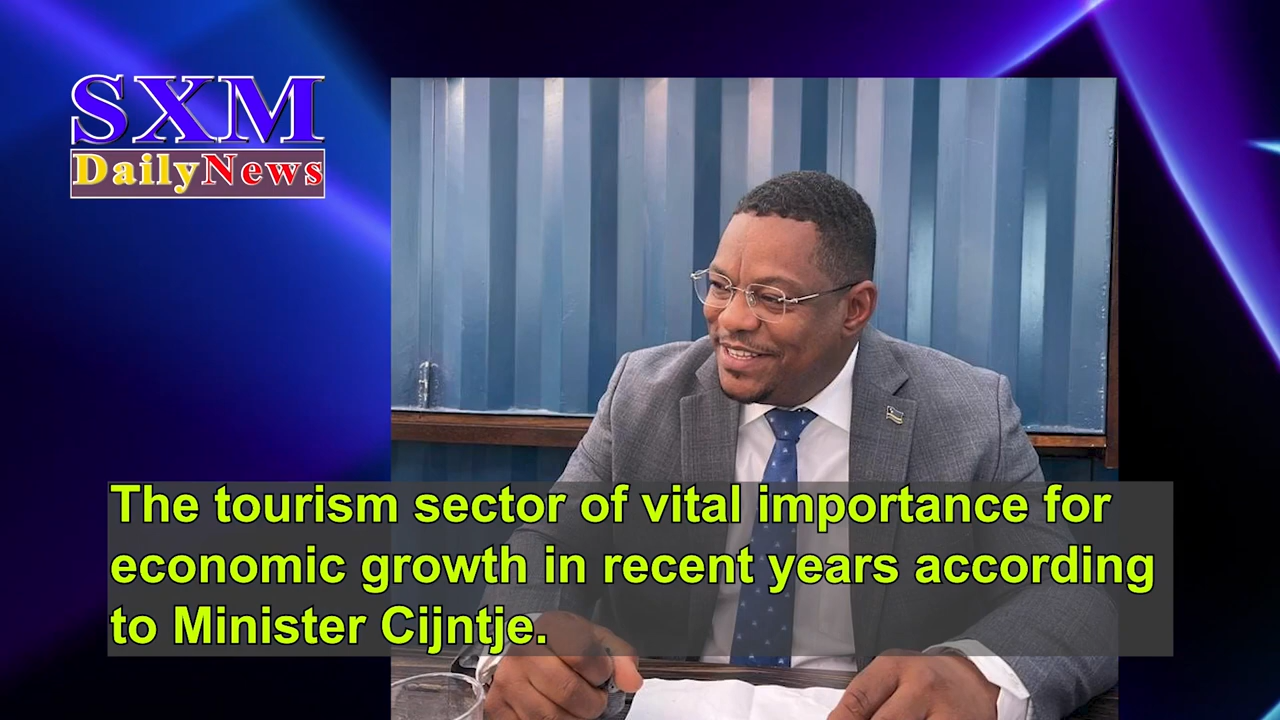 SXM
DailyNews
The tourism sector of vital importance for
economic growth in recent years according
to Minister Cijntje.